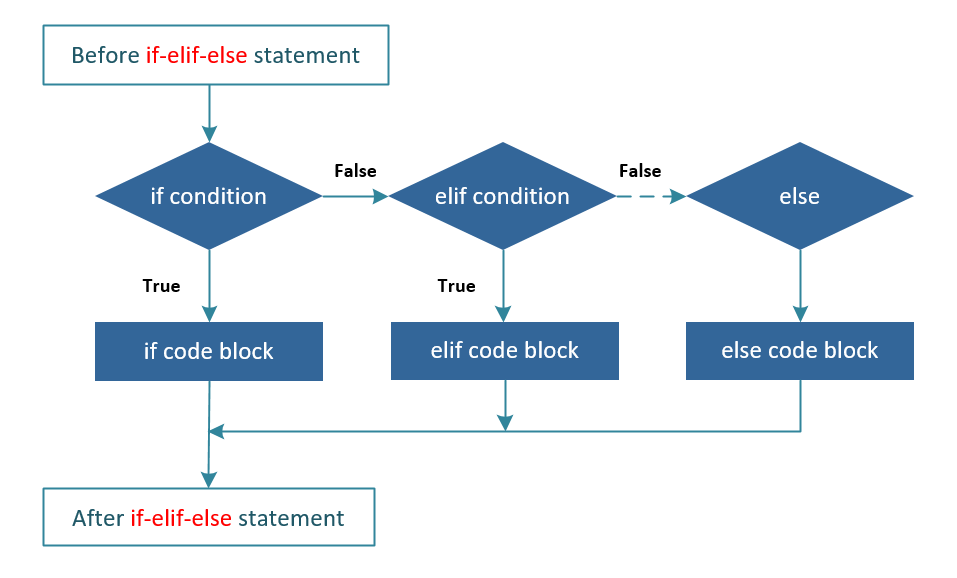 Before if-elif-else statement
False
False
if condition
elif condition
else
True
True
if code block
elif code block
else code block
After if-elif-else statement